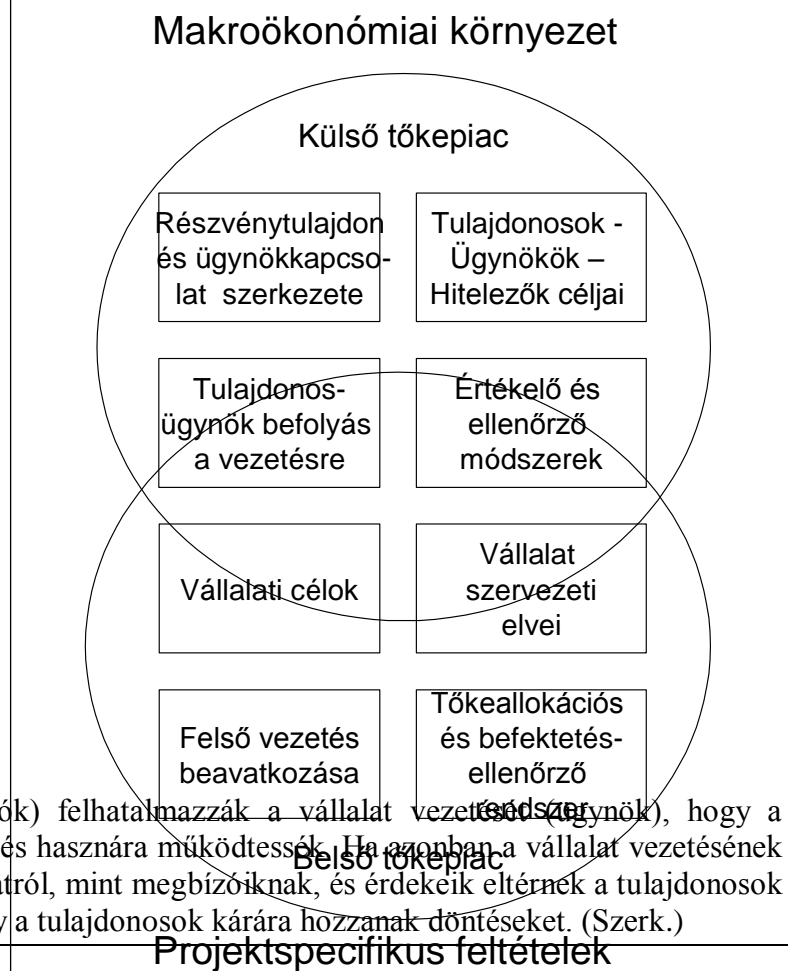 Makroökonómiai környezet
Külső tőkepiac
Részvénytulajdon
és ügynökkapcso-
lat szerkezete
Tulajdonosok -
Ügynökök –
Hitelezők céljai
Tulajdonos-
ügynök befolyás
a vezetésre
Értékelő és
ellenőrző
módszerek
Vállalati célok
Vállalat
szervezeti
elvei
Felső vezetés
beavatkozása
Tőkeallokációs
és befektetés-
ellenőrző
rendszer
ók) felhatalmazzák a vállalat vezetését (ügynök), hogy a
és hasznára működtessék. Ha azonban a vállalat vezetésének
Belső tőkepiac
atról, mint megbízóiknak, és érdekeik eltérnek a tulajdonosok
y a tulajdonosok kárára hozzanak döntéseket. (Szerk.)
Projektspecifikus feltételek